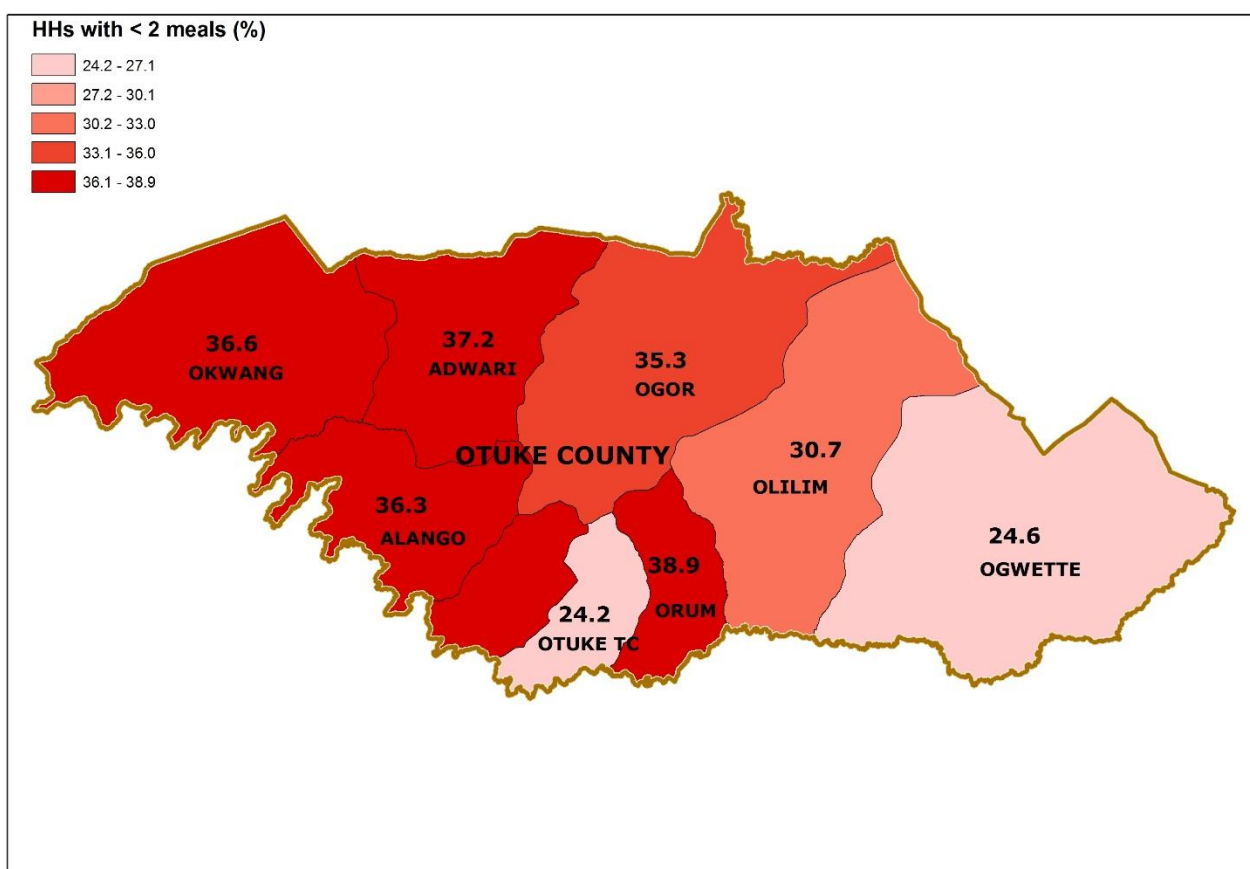 HHs with < 2 meals (%)
24.2 - 27.1
27.2 - 30.1
30.2 - 33.0
33.1 - 36.0
36.1 - 38.9
36.6
OKWANG
37.2
ADWARI
35.3
OGOR
OTUKE COUNTY
30.7
OLILIM
36.3
ALANGO
24.6
OGWETTE
38.9
ORUM
24.2
OTUKE TC